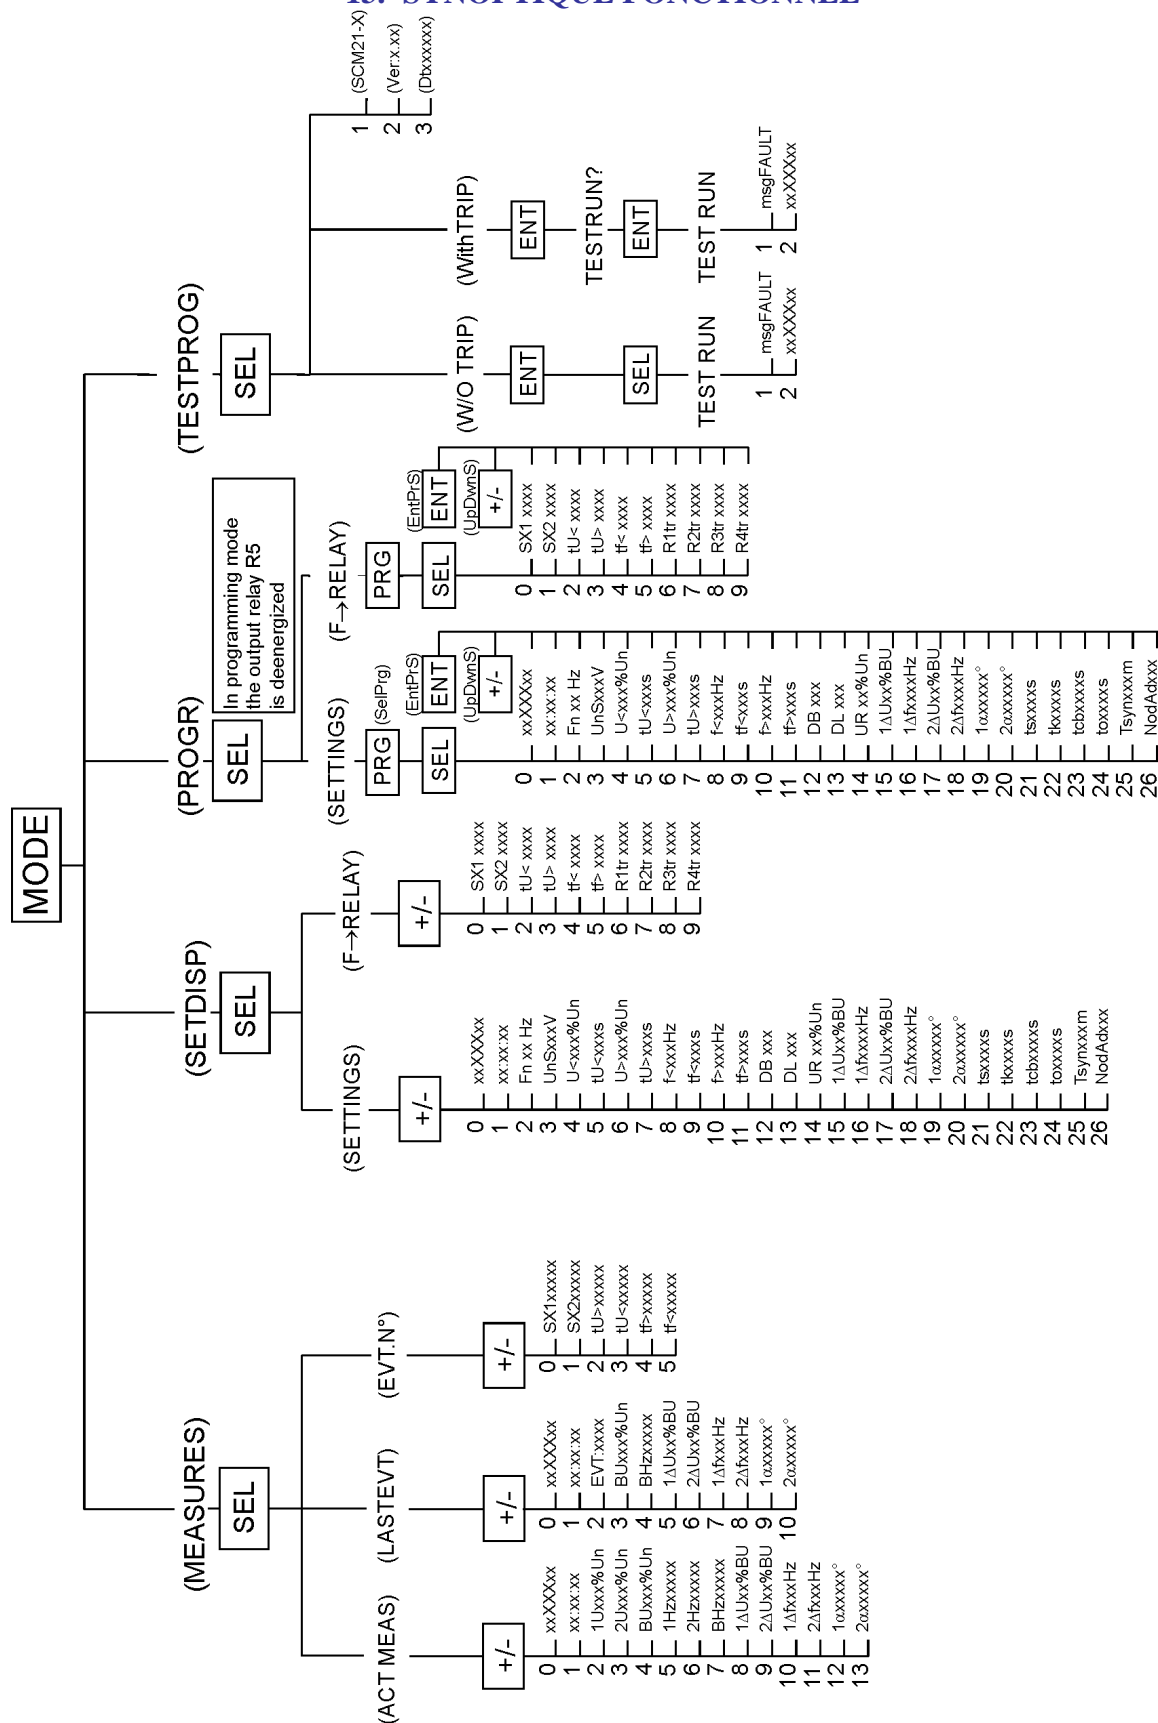 13. SYNOPTIQUE FONCTIONNEL
MODE
(MEASURES)
SEL
(ACT MEAS)
+/-
0 xxXXXxx
1 xx:xx:xx
2 1Uxxx%Un
3 2Uxxx%Un
4 BUxxx%Un
5 1Hzxxxxx
6 2Hzxxxxx
7 BHzxxxxx
8 1ΔUxx%BU
9 2ΔUxx%BU
10 1ΔfxxxHz
11 2ΔfxxxHz
12 1αxxxxx°
13 2αxxxxx°
(LASTEVT)
+/-
0 xxXXXxx
1 xx:xx:xx
2 EVT:xxxx
3 BUxxx%Un
4 BHzxxxxx
5 1ΔUxx%BU
6 2ΔUxx%BU
7 1ΔfxxxHz
8 2ΔfxxxHz
9 1αxxxxx°
10 2αxxxxx°
(EVT.N°)
+/-
0 SX1xxxxx
1 SX2xxxxx
2 tU>xxxxx
3 tU<xxxxx
4 tf>xxxxx
5 tf<xxxxx
(SETDISP)
SEL
(SETTINGS)
+/-
0 xxXXXxx
1 xx:xx:xx
2 Fn xx Hz
3 UnSxxxV
4 U<xxx%Un
5 tU<xxxs
6 U>xxx%Un
7 tU>xxxs
8 f<xxxHz
9 tf<xxxs
10 f>xxxHz
11 tf>xxxs
12 DB xxx
13 DL xxx
14 UR xx%Un
15 1ΔUxx%BU
16 1ΔfxxxxHz
17 2ΔUxx%BU
18 2ΔfxxxxHz
19 1αxxxxxx°
20 2αxxxxxx°
21 tsxxxxs
22 tkxxxxs
23 tcbxxxxs
24 toxxxxs
25 Tsynxxxm
26 NodAdxxx
(F→RELAY)
+/-
0 SX1 xxxx
1 SX2 xxxx
2 tU< xxxx
3 tU> xxxx
4 tf< xxxx
5 tf> xxxx
6 R1tr xxxx
7 R2tr xxxx
8 R3tr xxxx
9 R4tr xxxx
(PROGR)
SEL
In programming mode
the output relay R5
is deenergized
(SETTINGS)
PRG (SelPrg)
SEL
(EntPrS)
ENT
(UpDwnS)
+/-
0 xxXXXxx
1 xx:xx:xx
2 Fn xx Hz
3 UnSxxxV
4 U<xxx%Un
5 tU<xxxs
6 U>xxx%Un
7 tU>xxxs
8 f<xxxHz
9 tf<xxxs
10 f>xxxHz
11 tf>xxxs
12 DB xxx
13 DL xxx
14 UR xx%Un
15 1ΔUxx%BU
16 1ΔfxxxxHz
17 2ΔUxx%BU
18 2ΔfxxxxHz
19 1αxxxxxx°
20 2αxxxxxx°
21 tsxxxxs
22 tkxxxxs
23 tcbxxxxs
24 toxxxxs
25 Tsynxxxm
26 NodAdxxx
(F→RELAY)
PRG
SEL
(EntPrS)
ENT
(UpDwnS)
+/-
0 SX1 xxxx
1 SX2 xxxx
2 tU< xxxx
3 tU> xxxx
4 tf< xxxx
5 tf> xxxx
6 R1tr xxxx
7 R2tr xxxx
8 R3tr xxxx
9 R4tr xxxx
(TESTPROG)
SEL
(W/O TRIP)
ENT
SEL
TEST RUN
1 msgFAULT
2 xxXXXxx
(WithTRIP)
ENT
TESTRUN?
ENT
TEST RUN
1 msgFAULT
2 xxXXXxx
1 (SCM21-X)
2 (Ver:x.xx)
3 (Dtxxxxxx)